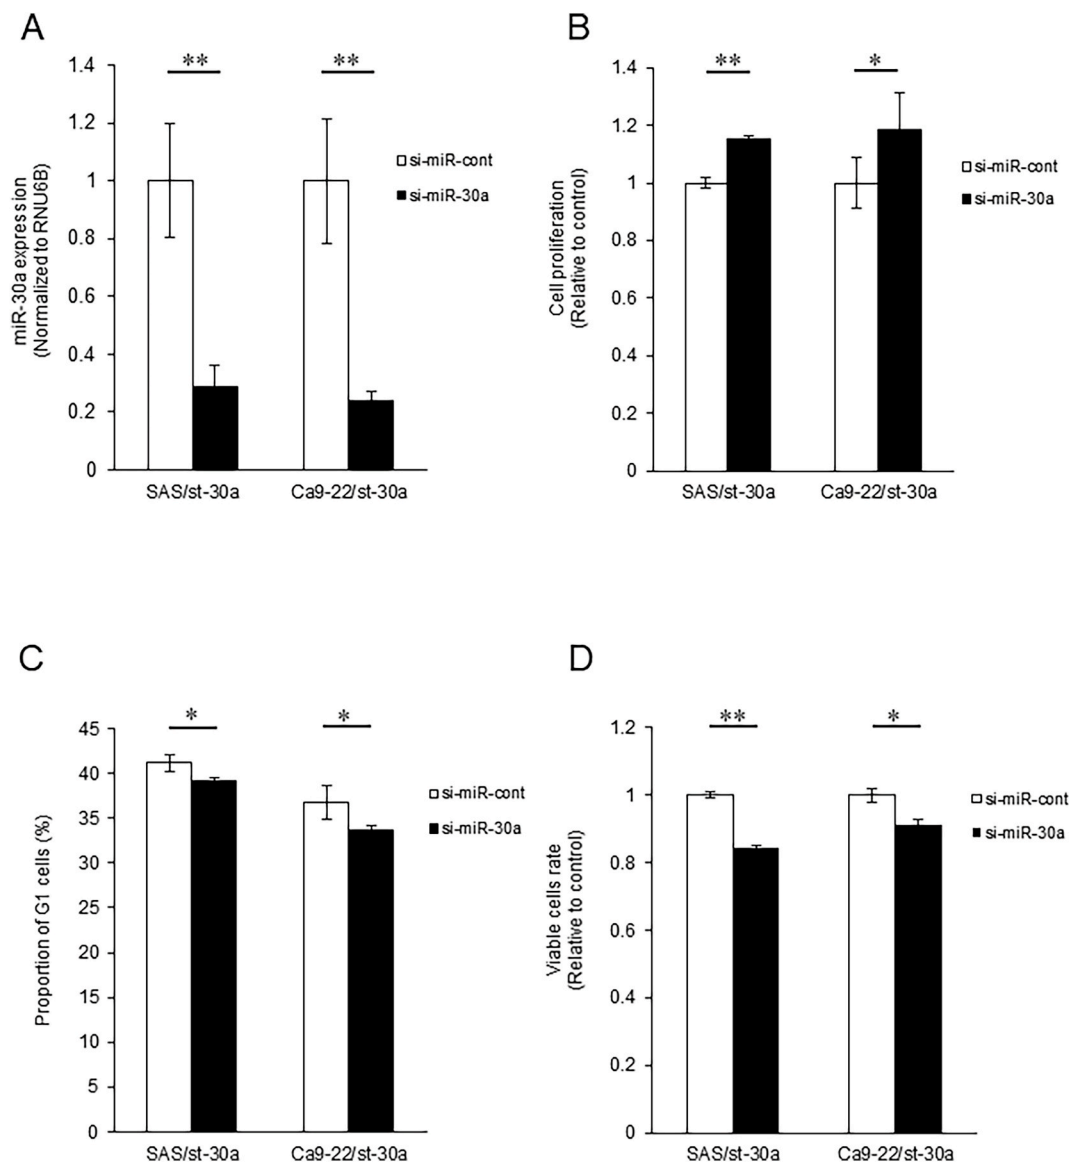 A
**
**
1.4
1.2
1
0.8
0.6
0.4
0.2
0
miR-30a expression
(Normalized to RNU6B)
si-miR-cont
si-miR-30a
SAS/st-30a
Ca9-22/st-30a
B
**
*
1.4
1.2
1
0.8
0.6
0.4
0.2
0
Cell proliferation
(Relative to control)
si-miR-cont
si-miR-30a
SAS/st-30a
Ca9-22/st-30a
C
*
*
45
40
35
30
25
20
15
10
5
0
Proportion of G1 cells (%)
si-miR-cont
si-miR-30a
SAS/st-30a
Ca9-22/st-30a
D
**
*
1.2
1
0.8
0.6
0.4
0.2
0
Viable cells rate
(Relative to control)
si-miR-cont
si-miR-30a
SAS/st-30a
Ca9-22/st-30a